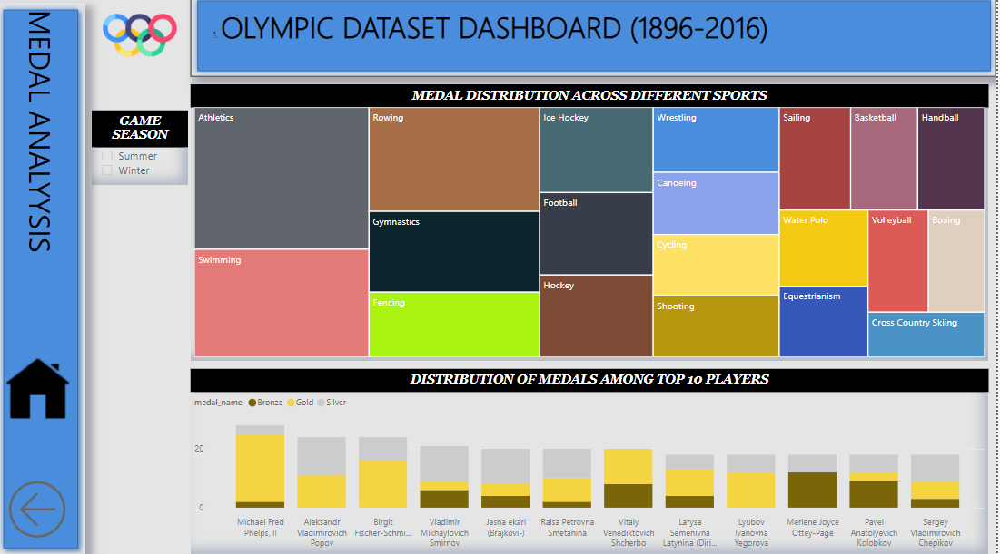 MEDAL ANALYYSIS
1. OLYMPIC DATASET DASHBOARD (1896-2016)
GAME
SEASON
Summer
Winter
MEDAL DISTRIBUTION ACROSS DIFFERENT SPORTS
Athletics
Rowing
Ice Hockey
Wrestling
Sailing
Basketball
Handball
Canoeing
Football
Gymnastics
Water Polo
Volleyball
Boxing
Cycling
Swimming
Hockey
Equestrianism
Fencing
Shooting
Cross Country Skiing
DISTRIBUTION OF MEDALS AMONG TOP 10 PLAYERS
medal_name Bronze Gold Silver
20
0
Michael Fred
Phelps, II
Aleksandr
Vladimirovich
Popov
Birgit
Fischer-Schmi...
Vladimir
Mikhaylovich
Smirnov
Jasna ekari
(Brajkovi-)
Raisa Petrovna
Smetanina
Vitaly
Venediktovich
Shcherbo
Larysa
Semenivna
Latynina (Diri...
Lyubov
Ivanovna
Yegorova
Merlene Joyce
Ottey-Page
Pavel
Anatolyevich
Kolobkov
Sergey
Vladimirovich
Chepikov